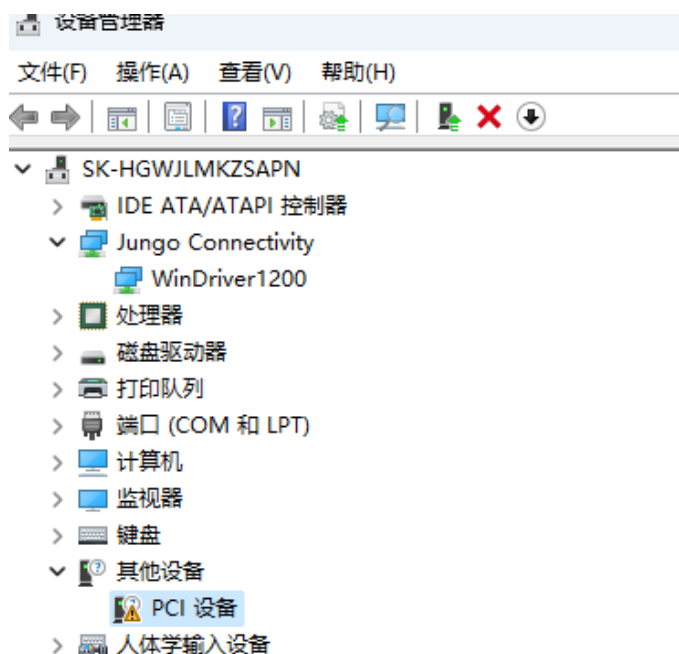 设备管理器
文件(F) 操作(A) 查看(V) 帮助(H)
SK-HGWJLMKZSAPN
IDE ATA/ATAPI 控制器
Jungo Connectivity
WinDriver1200
处理器
磁盘驱动器
打印队列
端口 (COM 和 LPT)
计算机
监视器
键盘
其他设备
PCI 设备
人体学输入设备